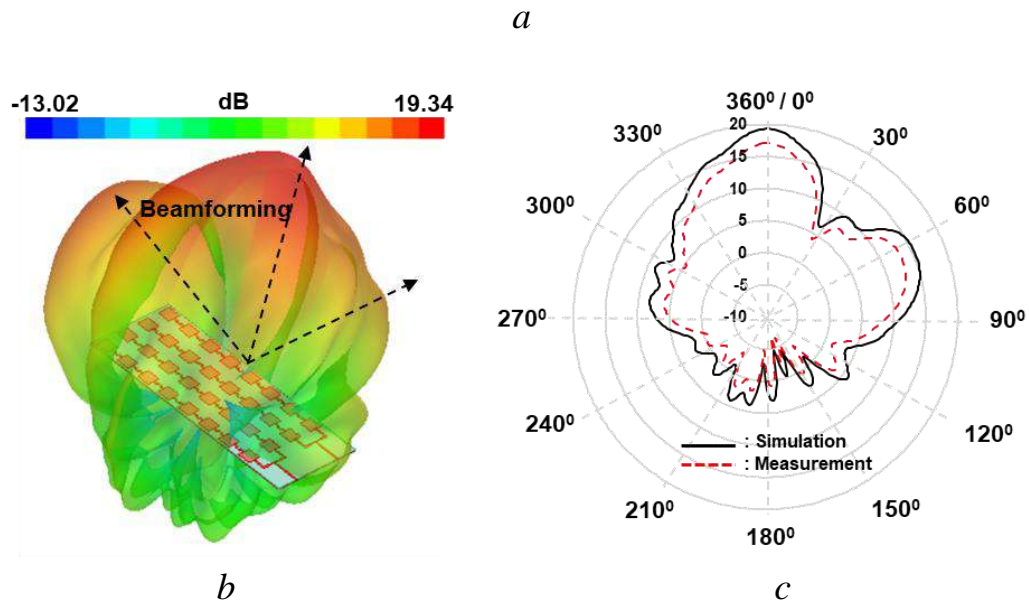 a
-13.02 dB 19.34
Beamforming
b
360⁰ / 0⁰
330⁰ 30⁰
300⁰ 60⁰
270⁰ 90⁰
240⁰ 120⁰
210⁰ 150⁰
180⁰
20
15
10
5
0
-5
-10
: Simulation
: Measurement
c